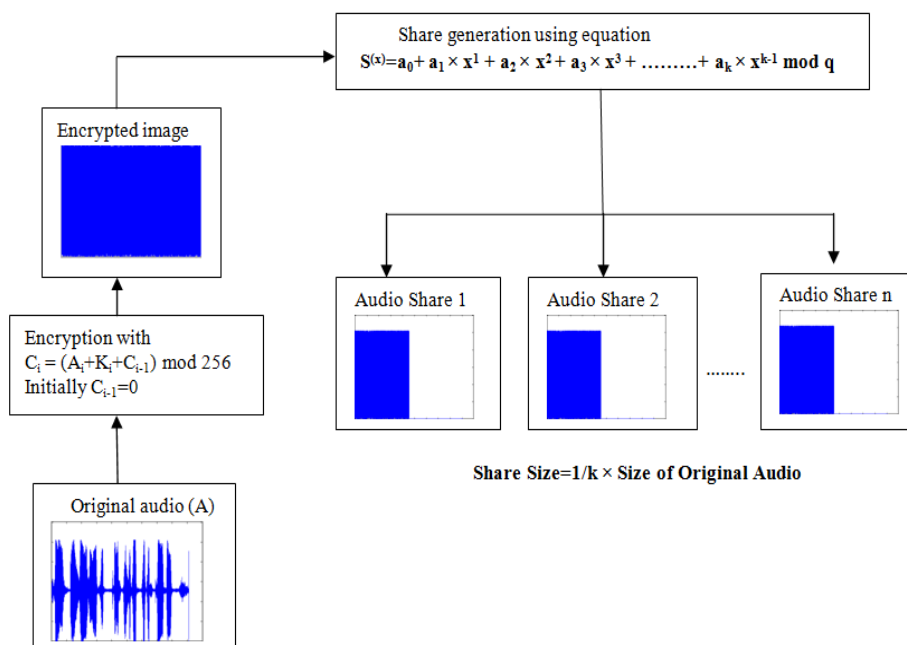 Share generation using equation
S⁽ˣ⁾=a₀+ a₁ × x¹ + a₂ × x² + a₃ × x³ + ………+ aₖ × xᵏ⁻¹ mod q
Encrypted image
Audio Share 1
Audio Share 2
........
Audio Share n
Encryption with
Cᵢ = (Aᵢ+Kᵢ+Cᵢ₋₁) mod 256
Initially Cᵢ₋₁=0
Share Size=1/k × Size of Original Audio
Original audio (A)